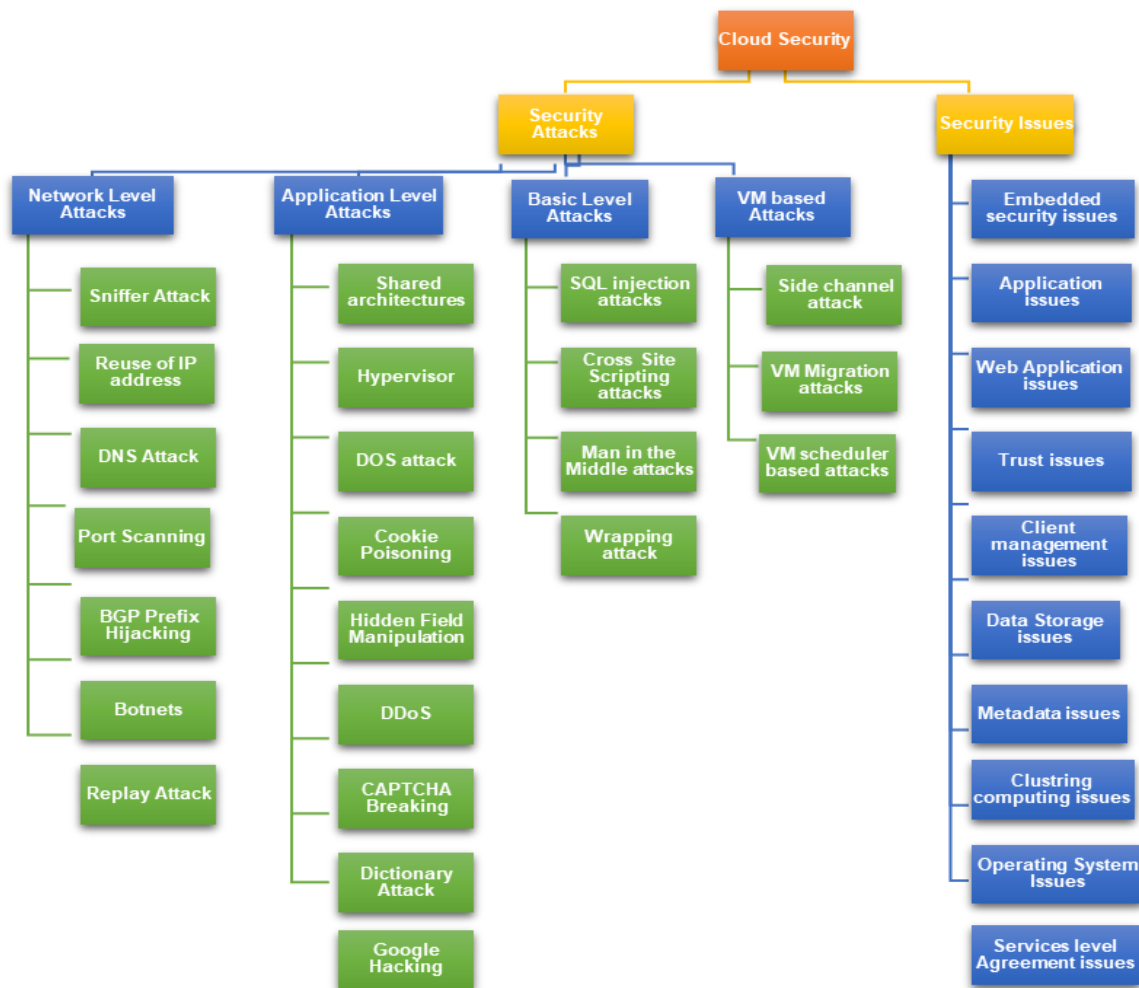 Cloud Security
Security
Attacks
Security Issues
Network Level
Attacks
Sniffer Attack
Reuse of IP
address
DNS Attack
Port Scanning
BGP Prefix
Hijacking
Botnets
Replay Attack
Application Level
Attacks
Shared
architectures
Hypervisor
DOS attack
Cookie
Poisoning
Hidden Field
Manipulation
DDoS
CAPTCHA
Breaking
Dictionary
Attack
Google
Hacking
Basic Level
Attacks
SQL injection
attacks
Cross Site
Scripting
attacks
Man in the
Middle attacks
Wrapping
attack
VM based
Attacks
Side channel
attack
VM Migration
attacks
VM scheduler
based attacks
Embedded
security issues
Application
issues
Web Application
issues
Trust issues
Client
management
issues
Data Storage
issues
Metadata issues
Clustring
computing issues
Operating System
Issues
Services level
Agreement issues